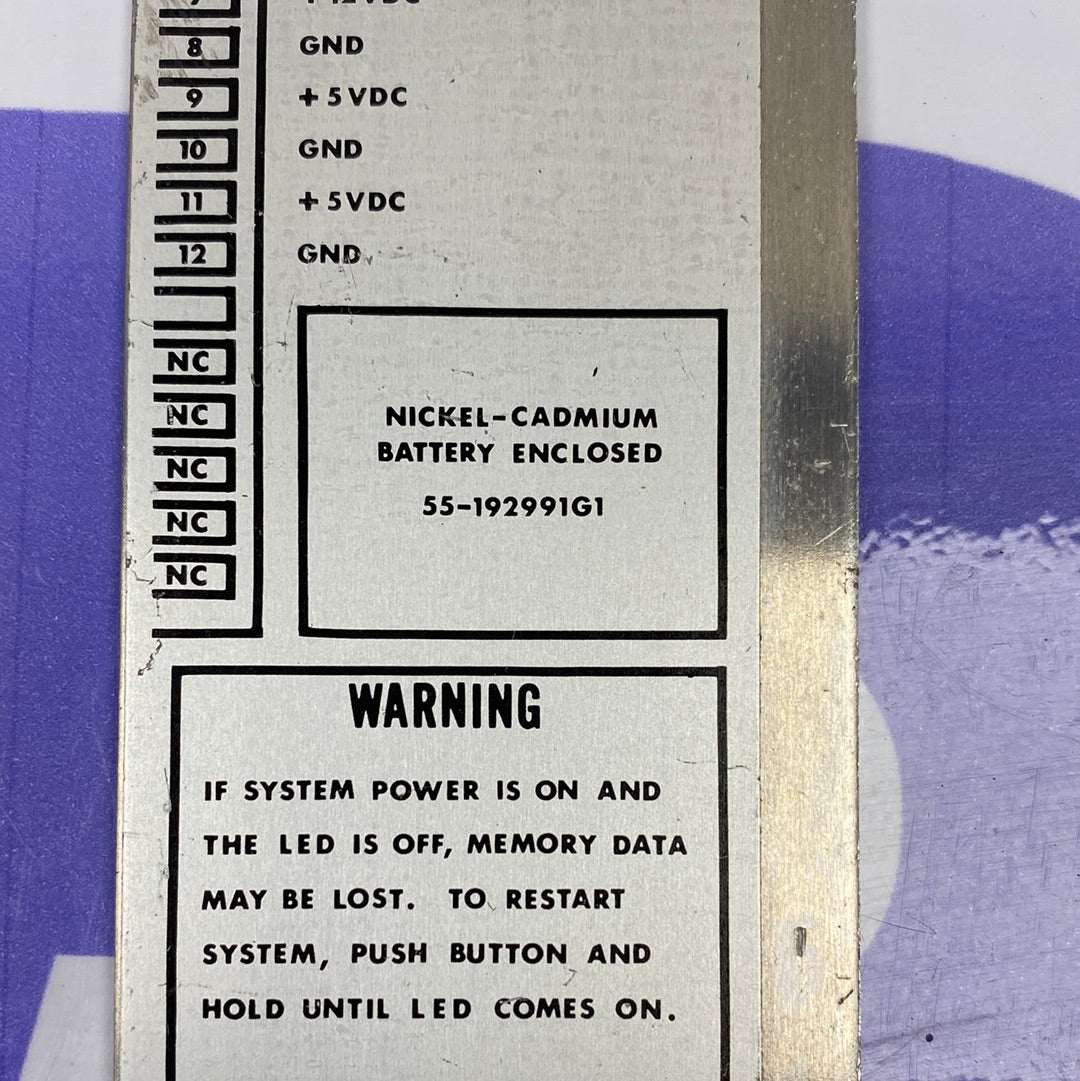 8 GND
9 +5VDC
10 GND
11 +5VDC
12 GND
NC
NC
NC
NC
NC
NICKEL-CADMIUM
BATTERY ENCLOSED
55-192991G1
WARNING
IF SYSTEM POWER IS ON AND
THE LED IS OFF, MEMORY DATA
MAY BE LOST. TO RESTART
SYSTEM, PUSH BUTTON AND
HOLD UNTIL LED COMES ON.